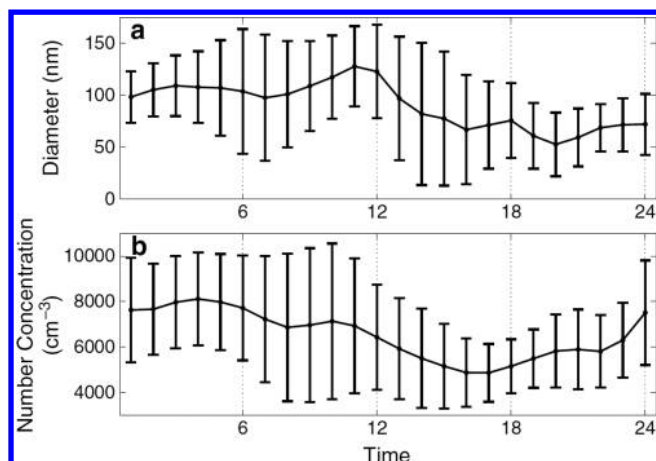 a
150
100
50
0
Diameter (nm)
6 12 18 24
b
10000
8000
6000
4000
Number Concentration
(cm⁻³)
6 12 18 24
Time